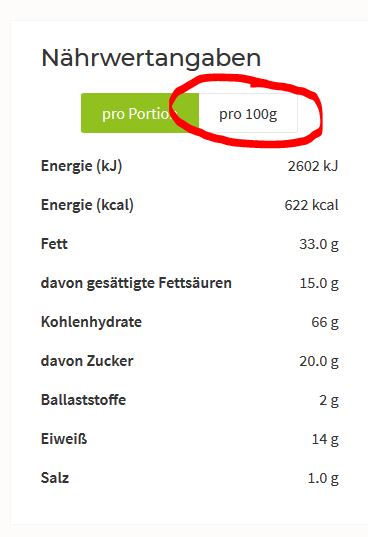 Nährwertangaben
pro Portion pro 100g
Energie (kJ) 2602 kJ
Energie (kcal) 622 kcal
Fett 33.0 g
davon gesättigte Fettsäuren 15.0 g
Kohlenhydrate 66 g
davon Zucker 20.0 g
Ballaststoffe 2 g
Eiweiß 14 g
Salz 1.0 g